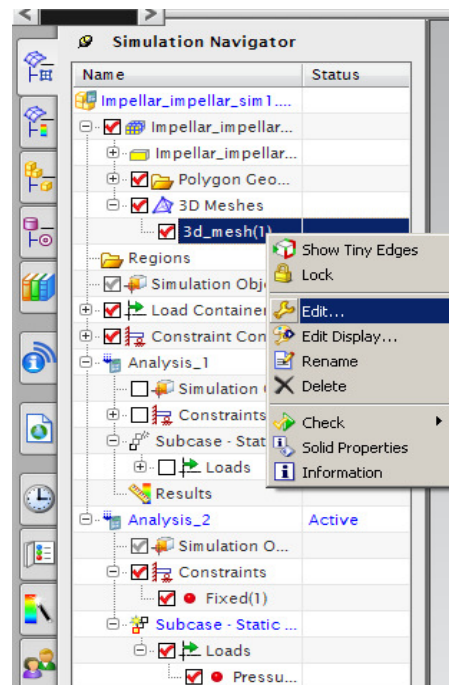 Simulation Navigator
Name Status
Impellar_impellar_sim1....
Impellar_impellar...
Impellar_impellar...
Polygon Geo...
3D Meshes
3d_mesh(1)
Show Tiny Edges
Regions
Lock
Simulation Obj
Load Container
Edit...
Constraint Con
Edit Display...
Analysis_1
Rename
Simulation
Delete
Constraints
Check
Subcase - Stat
Solid Properties
Loads
Information
Results
Analysis_2 Active
Simulation O...
Constraints
Fixed(1)
Subcase - Static ...
Loads
Pressu...